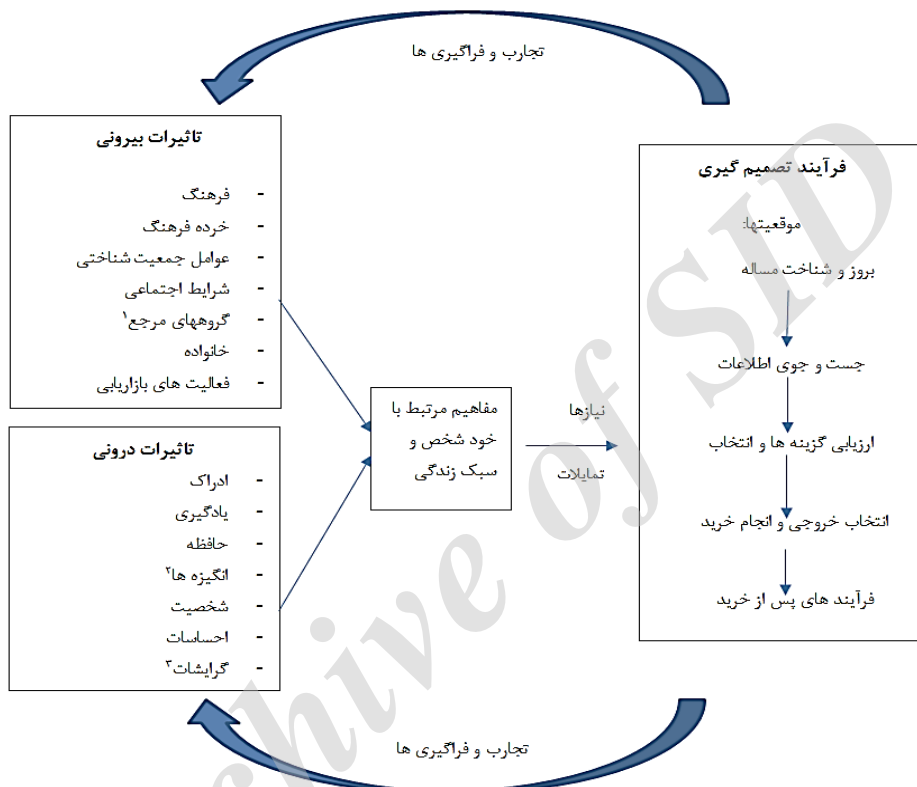 تجارب و فراگیری ها
تاثیرات بیرونی
- فرهنگ
- خرده فرهنگ
- عوامل جمعیت شناختی
- شرایط اجتماعی
- گروههای مرجع۱
- خانواده
- فعالیت های بازاریابی
تاثیرات درونی
- ادراک
- یادگیری
- حافظه
- انگیزه ها۲
- شخصیت
- احساسات
- گرایشات۳
مفاهیم مرتبط با
خود شخص و
سبک زندگی
نیازها
تمایلات
فرآیند تصمیم گیری
موقعیتها:
بروز و شناخت مساله
جست و جوی اطلاعات
ارزیابی گزینه ها و انتخاب
انتخاب خروجی و انجام خرید
فرآیند های پس از خرید
تجارب و فراگیری ها
Archive of SID